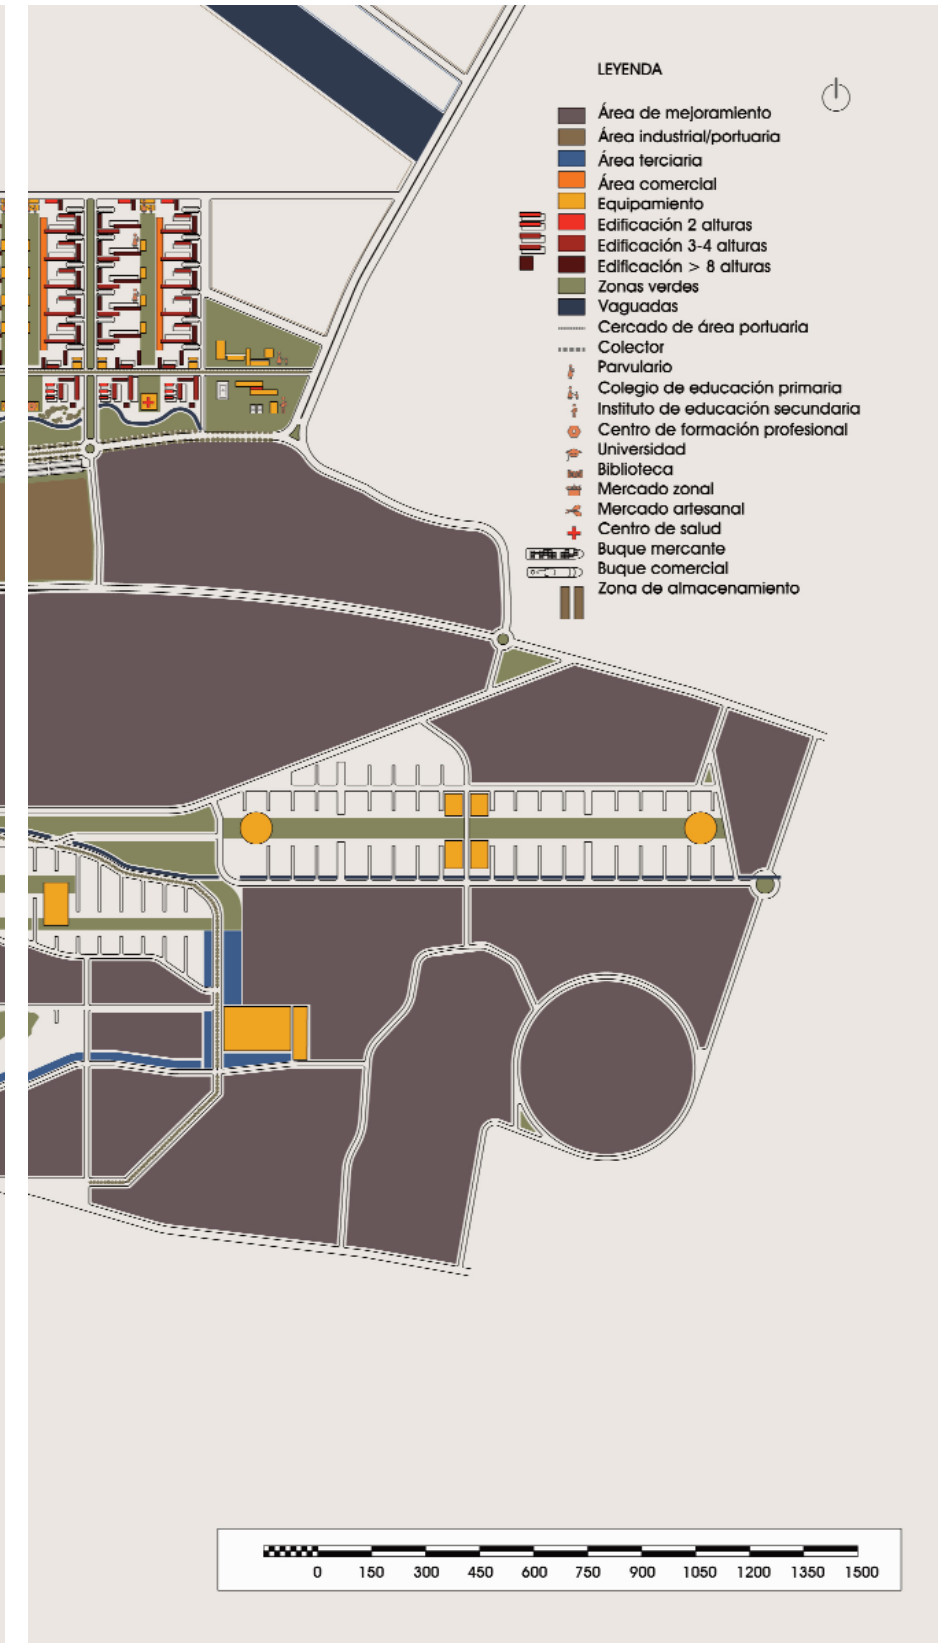 LEYENDA
Área de mejoramiento
Área industrial/portuaria
Área terciaria
Área comercial
Equipamiento
Edificación 2 alturas
Edificación 3-4 alturas
Edificación > 8 alturas
Zonas verdes
Vaguadas
Cercado de área portuaria
Colector
Parvulario
Colegio de educación primaria
Instituto de educación secundaria
Centro de formación profesional
Universidad
Biblioteca
Mercado zonal
Mercado artesanal
Centro de salud
Buque mercante
Buque comercial
Zona de almacenamiento
0 150 300 450 600 750 900 1050 1200 1350 1500